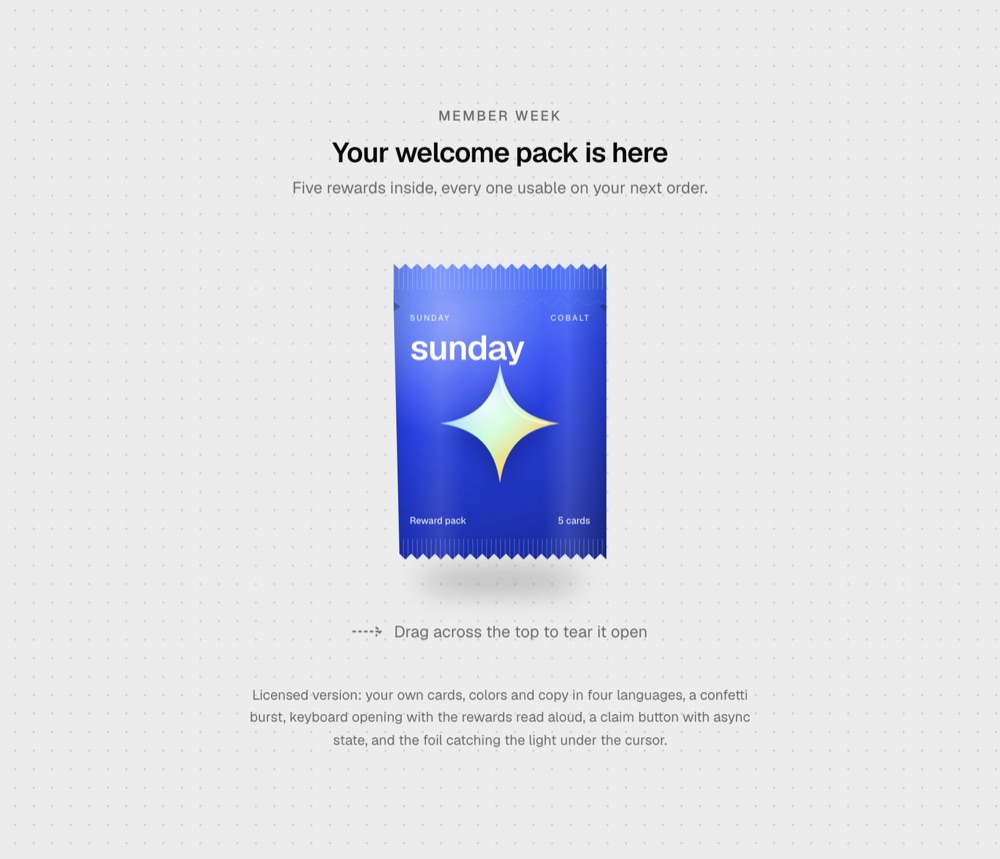 MEMBER WEEK
Your welcome pack is here
Five rewards inside, every one usable on your next order.
SUNDAY COBALT
sunday
Reward pack 5 cards
Drag across the top to tear it open
Licensed version: your own cards, colors and copy in four languages, a confetti
burst, keyboard opening with the rewards read aloud, a claim button with async
state, and the foil catching the light under the cursor.